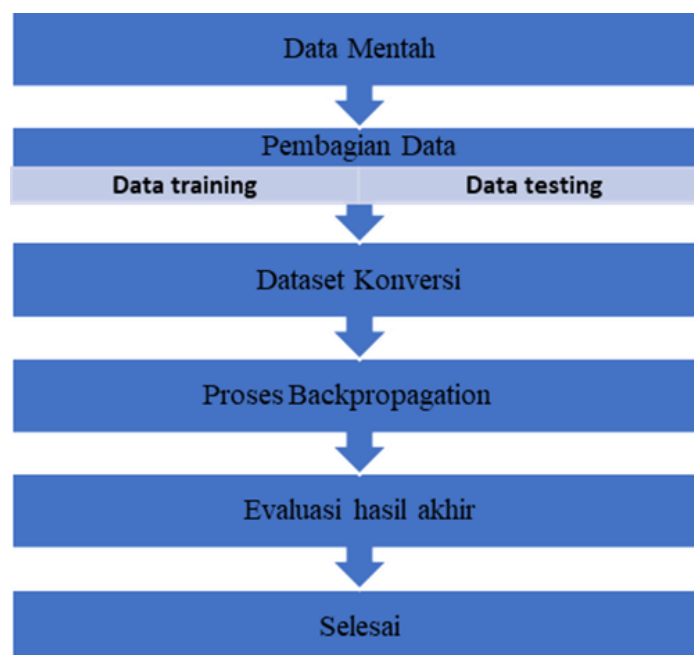 Data Mentah
Pembagian Data
Data training
Data testing
Dataset Konversi
Proses Backpropagation
Evaluasi hasil akhir
Selesai